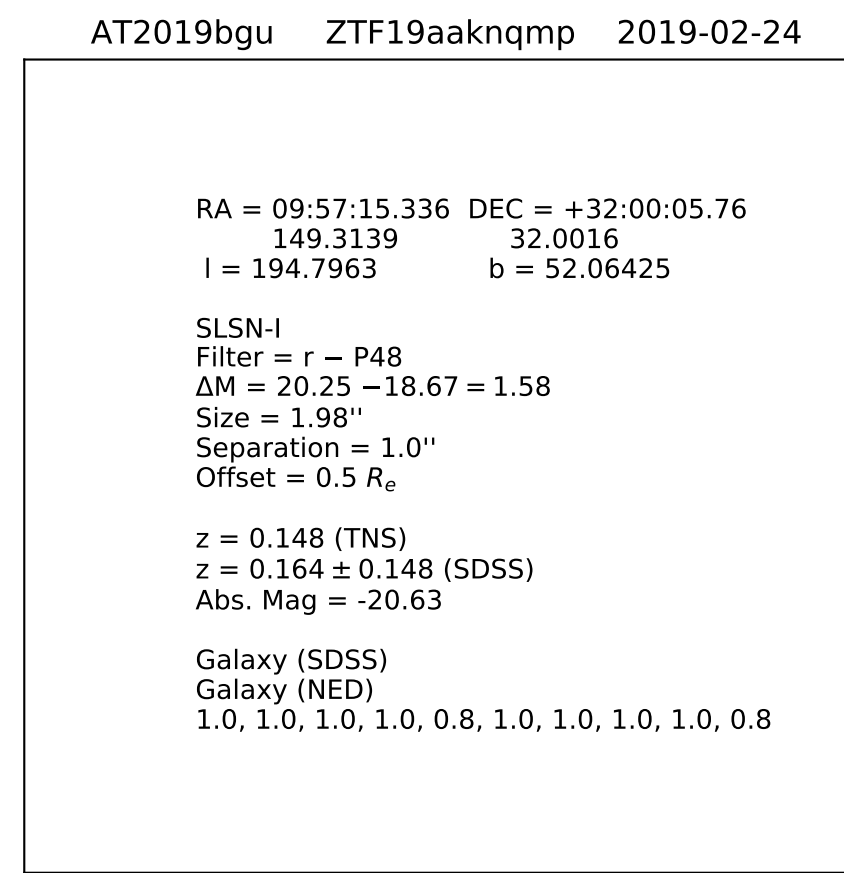 AT2019bgu ZTF19aaknqmp 2019-02-24
RA = 09:57:15.336 DEC = +32:00:05.76
149.3139 32.0016
l = 194.7963 b = 52.06425
SLSN-I
Filter = r − P48
ΔM = 20.25 −18.67 = 1.58
Size = 1.98''
Separation = 1.0''
Offset = 0.5 Rₑ
z = 0.148 (TNS)
z = 0.164 ± 0.148 (SDSS)
Abs. Mag = -20.63
Galaxy (SDSS)
Galaxy (NED)
1.0, 1.0, 1.0, 1.0, 0.8, 1.0, 1.0, 1.0, 1.0, 0.8